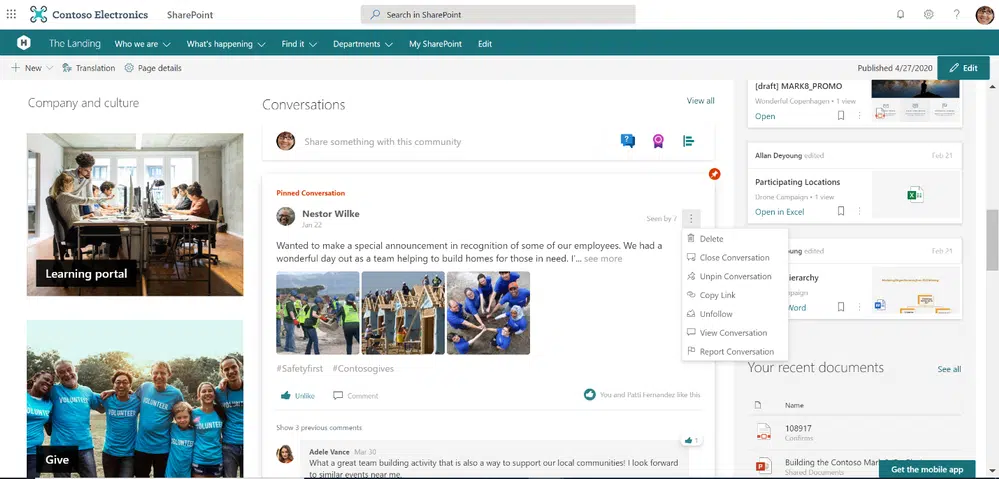 Contoso Electronics
SharePoint
Search in SharePoint
?
H
The Landing
Who we are
What's happening
Find it
Departments
My SharePoint
Edit
New
Translation
Page details
Published 4/27/2020
Edit
Company and culture
Learning portal
VOLUNTEER
VOLUNTEER
VOLUNTEER
Give
Conversations
View all
Share something with this community
Pinned Conversation
Nestor Wilke
Jan 22
Seen by 7
Wanted to make a special announcement in recognition of some of our employees. We had a
wonderful day out as a team helping to build homes for those in need. I'... see more
#Safetyfirst #Contosogives
Unlike
Comment
You and Patti Fernandez like this
Show 3 previous comments
1
Adele Vance Mar 30
What a great team building activity that is also a way to support our local communities! I look forward
to similar events near me.
Delete
Close Conversation
Unpin Conversation
Copy Link
Unfollow
View Conversation
Report Conversation
[draft] MARK8_PROMO
Wonderful Copenhagen • 1 view
Open
Allan Deyoung edited
Feb 21
Participating Locations
Drone Campaign • 1 view
Open in Excel
young edited
Feb 21
ierarchy
paign
Word
Your recent documents
See all
Name
108917
Confirms
Building the Contoso
Shared Documents
Get the mobile app